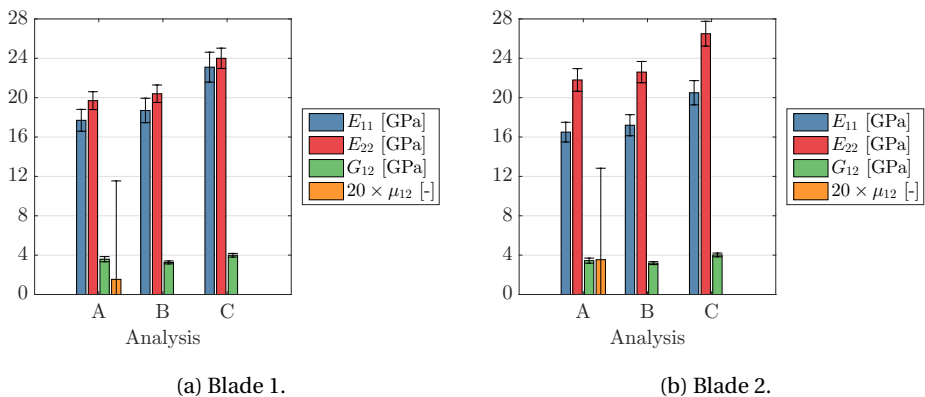 28
24
20
16
12
8
4
0
A B C
Analysis
E₁₁ [GPa]
E₂₂ [GPa]
G₁₂ [GPa]
20 × μ₁₂ [-]
(a) Blade 1.
28
24
20
16
12
8
4
0
A B C
Analysis
E₁₁ [GPa]
E₂₂ [GPa]
G₁₂ [GPa]
20 × μ₁₂ [-]
(b) Blade 2.